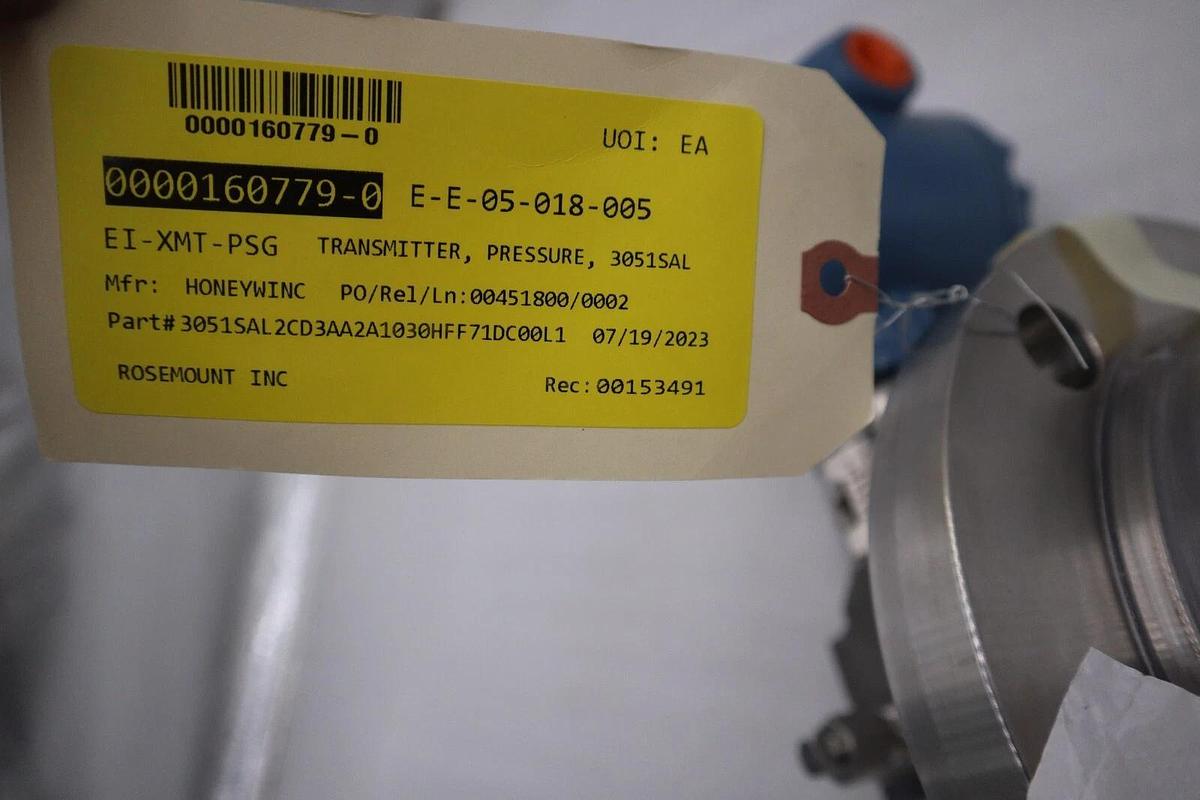 0000160779-0
UOI: EA
0000160779-0 E-E-05-018-005
EI-XMT-PSG TRANSMITTER, PRESSURE, 3051SAL
Mfr: HONEYWINC PO/Rel/Ln:00451800/0002
Part#3051SAL2CD3AA2A1030HFF71DC00L1 07/19/2023
ROSEMOUNT INC Rec:00153491